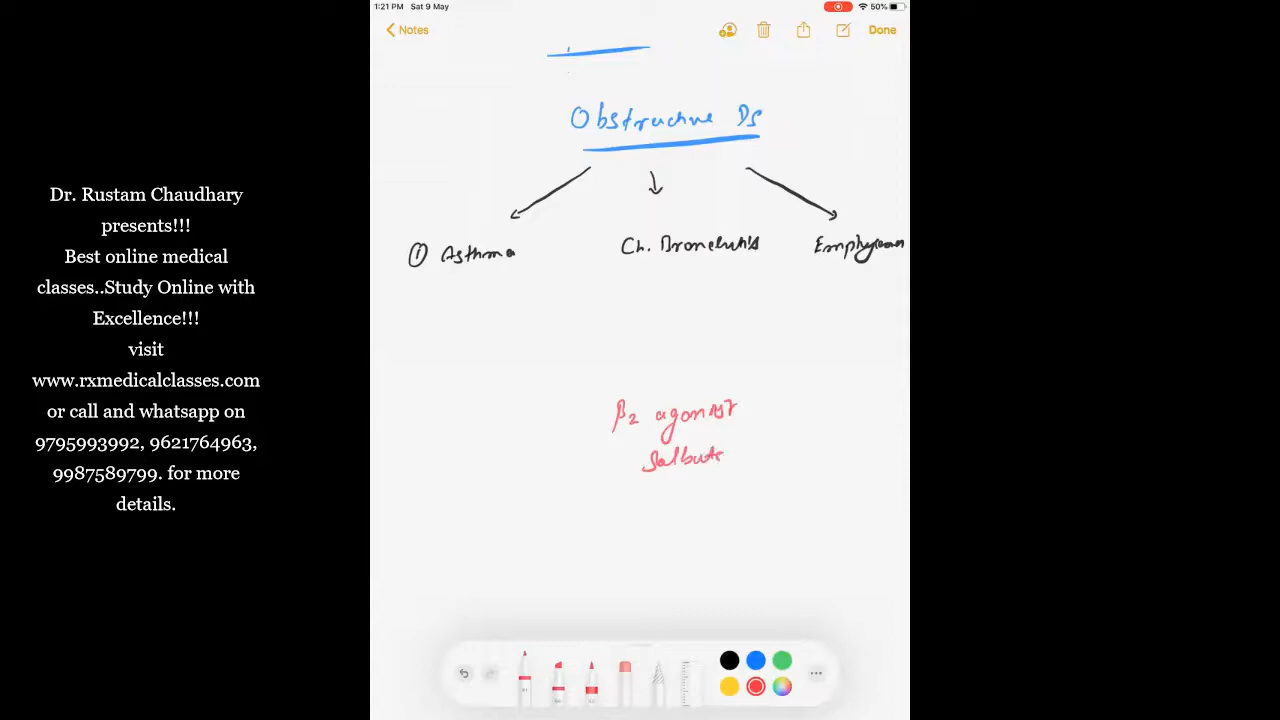 1:21 PM Sat 9 May
50%
Notes
Done
Obstructive Ds
① Asthma
Ch. Bronchitis
Emphysema
β2 agonist
Salbuta
Dr. Rustam Chaudhary
presents!!!
Best online medical
classes..Study Online with
Excellence!!!
visit
www.rxmedicalclasses.com
or call and whatsapp on
9795993992, 9621764963,
9987589799. for more
details.